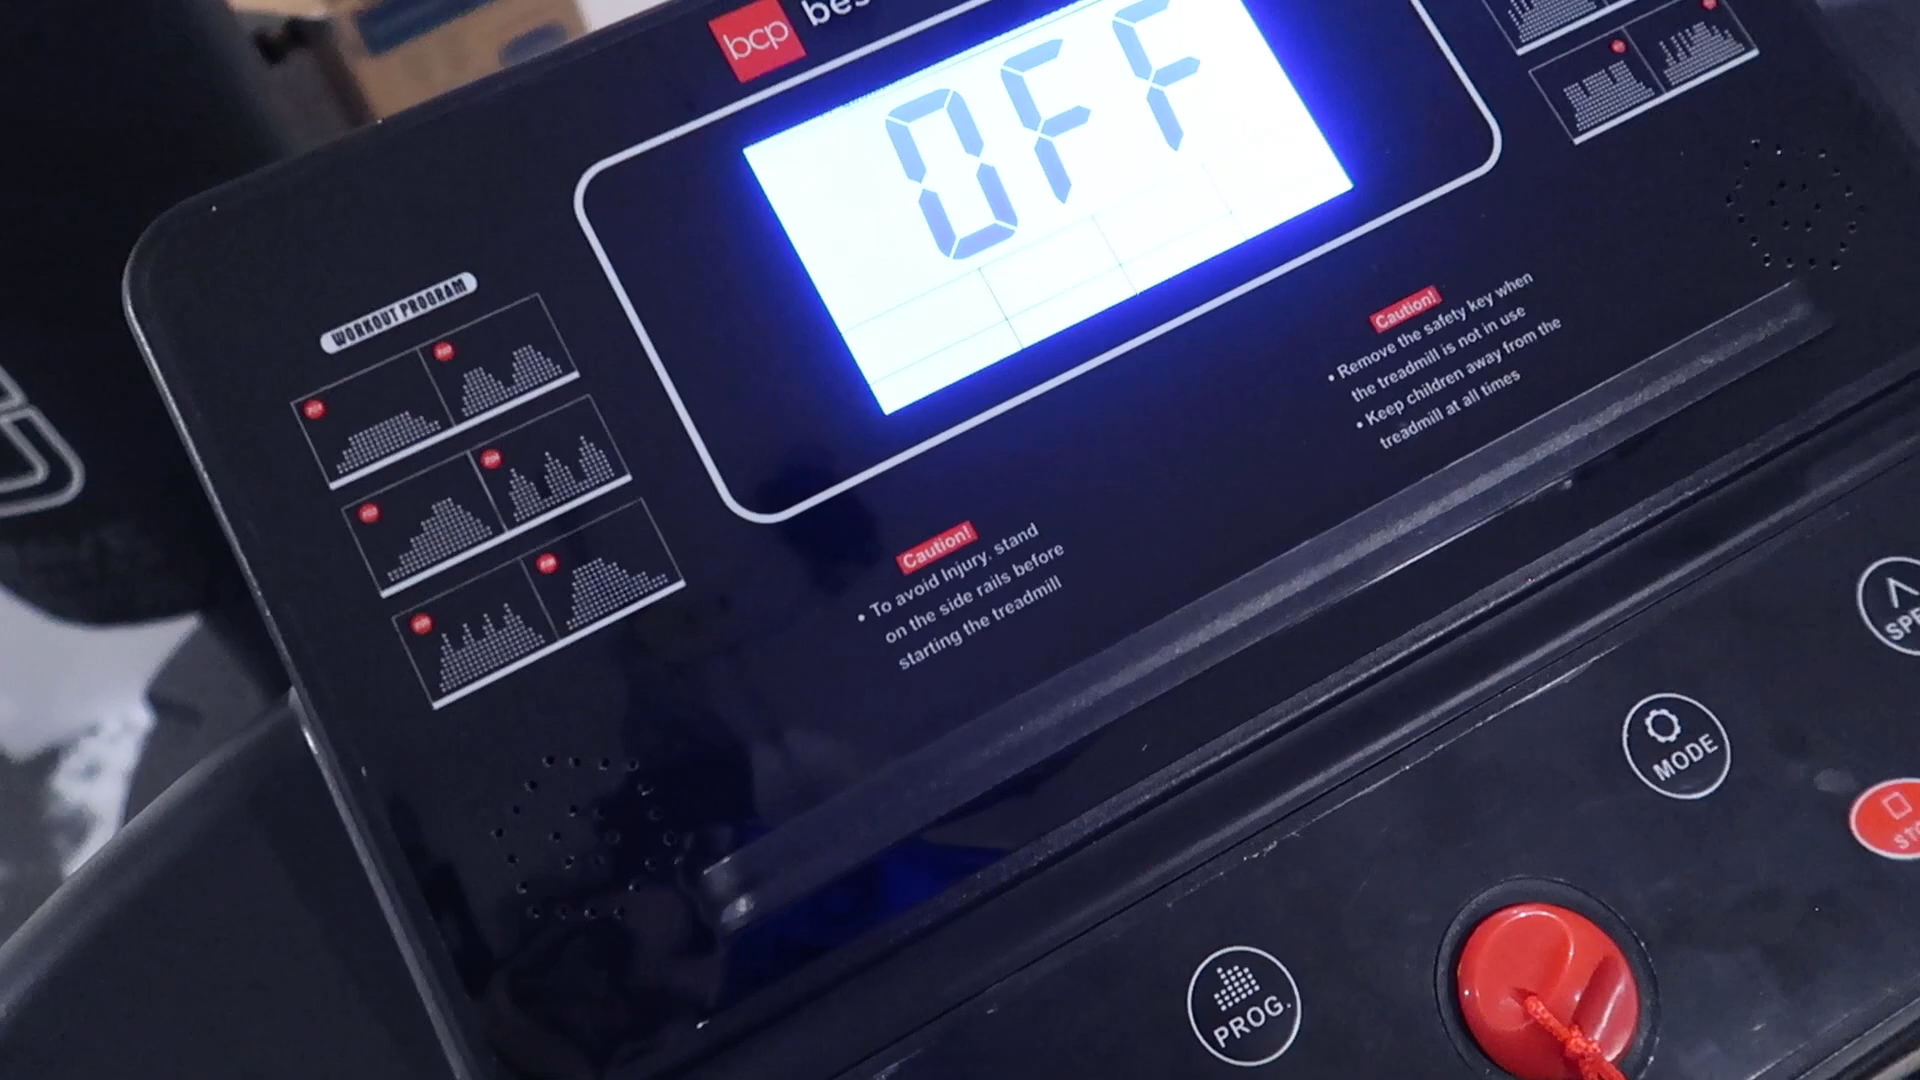 bcp
OFF
WORKOUT PROGRAM
Caution!
• Remove the safety key when
the treadmill is not in use
• Keep children away from the
treadmill at all times
Caution!
• To avoid Injury, stand
on the side rails before
starting the treadmill
MODE
PROG.